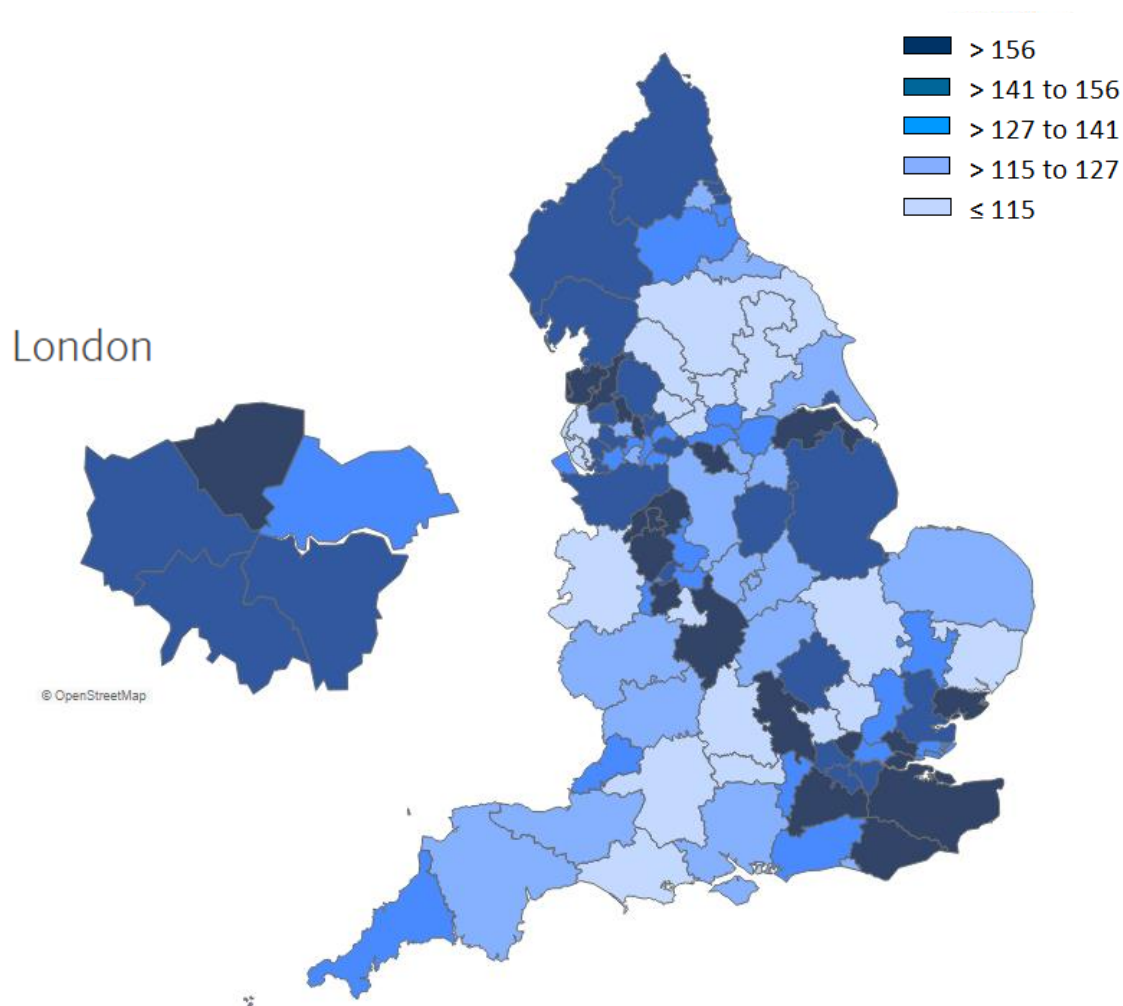 > 156
> 141 to 156
> 127 to 141
> 115 to 127
≤ 115
London
© OpenStreetMap